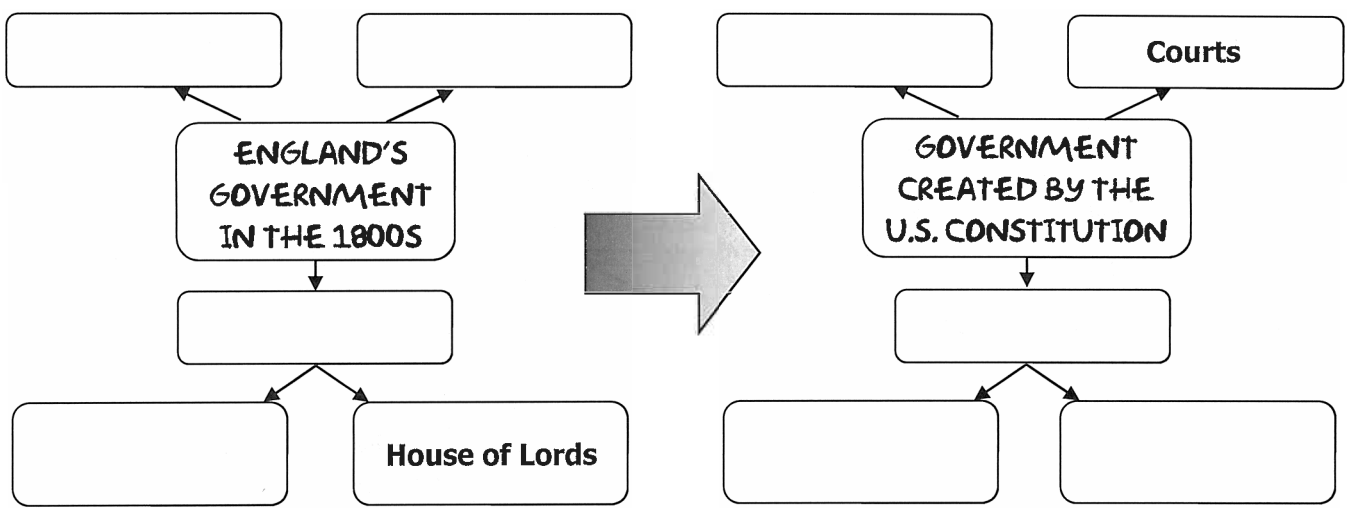 Courts
ENGLAND'S
GOVERNMENT
IN THE 1800S
GOVERNMENT
CREATED BY THE
U.S. CONSTITUTION
House of Lords